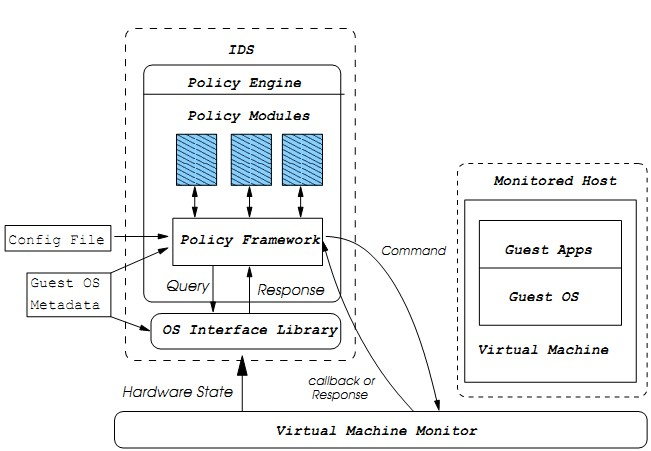 IDS
Policy Engine
Policy Modules
Monitored Host
Config File
Policy Framework
Command
Guest Apps
Guest OS
Metadata
Query
Response
Guest OS
OS Interface Library
Virtual Machine
Hardware State
callback or
Response
Virtual Machine Monitor